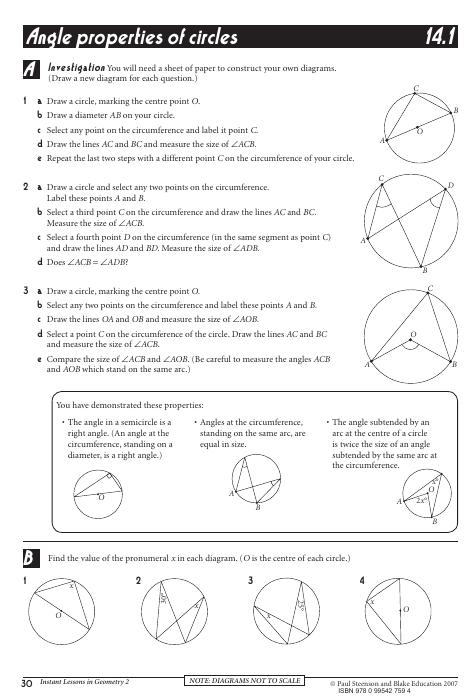 Angle properties of circles 14.1
A Investigation You will need a sheet of paper to construct your own diagrams.
(Draw a new diagram for each question.)
1 a Draw a circle, marking the centre point O.
b Draw a diameter AB on your circle.
c Select any point on the circumference and label it point C.
d Draw the lines AC and BC and measure the size of ∠ACB.
e Repeat the last two steps with a different point C on the circumference of your circle.
C
B
O
A
2 a Draw a circle and select any two points on the circumference.
Label these points A and B.
b Select a third point C on the circumference and draw the lines AC and BC.
Measure the size of ∠ACB.
c Select a fourth point D on the circumference (in the same segment as point C)
and draw the lines AD and BD. Measure the size of ∠ADB.
d Does ∠ACB = ∠ADB?
C
D
A
B
3 a Draw a circle, marking the centre point O.
b Select any two points on the circumference and label these points A and B.
c Draw the lines OA and OB and measure the size of ∠AOB.
d Select a point C on the circumference of the circle. Draw the lines AC and BC
and measure the size of ∠ACB.
e Compare the size of ∠ACB and ∠AOB. (Be careful to measure the angles ACB
and AOB which stand on the same arc.)
C
O
A
B
You have demonstrated these properties:
• The angle in a semicircle is a
right angle. (An angle at the
circumference, standing on a
diameter, is a right angle.)
O
• Angles at the circumference,
standing on the same arc, are
equal in size.
A
B
• The angle subtended by an
arc at the centre of a circle
is twice the size of an angle
subtended by the same arc at
the circumference.
x°
O
A
2x°
B
B Find the value of the pronumeral x in each diagram. (O is the centre of each circle.)
1
x
O
2
x
3
x
4
x
O
30 Instant Lessons in Geometry 2
NOTE: DIAGRAMS NOT TO SCALE
© Paul Steenson and Blake Education 2007
ISBN 978 0 99542 759 4